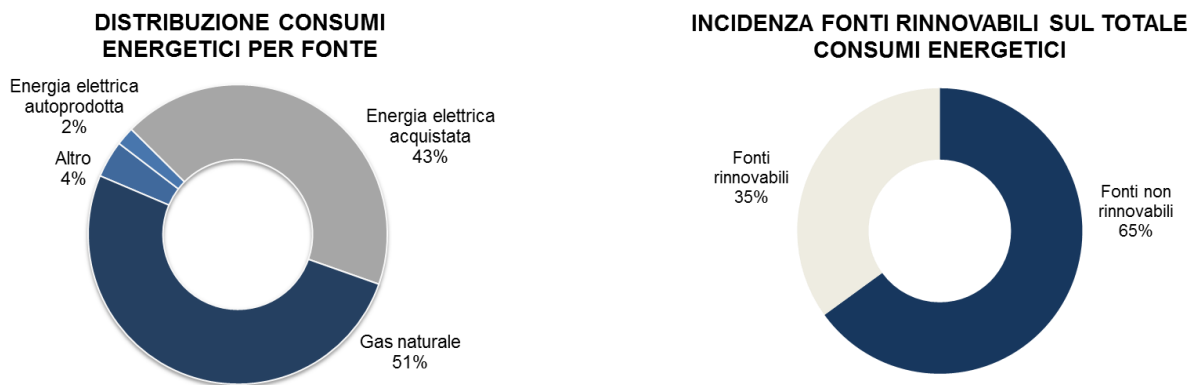 DISTRIBUZIONE CONSUMI
ENERGETICI PER FONTE
Energia elettrica
autoprodotta
2%
Altro
4%
Energia elettrica
acquistata
43%
Gas naturale
51%
INCIDENZA FONTI RINNOVABILI SUL TOTALE
CONSUMI ENERGETICI
Fonti
rinnovabili
35%
Fonti non
rinnovabili
65%